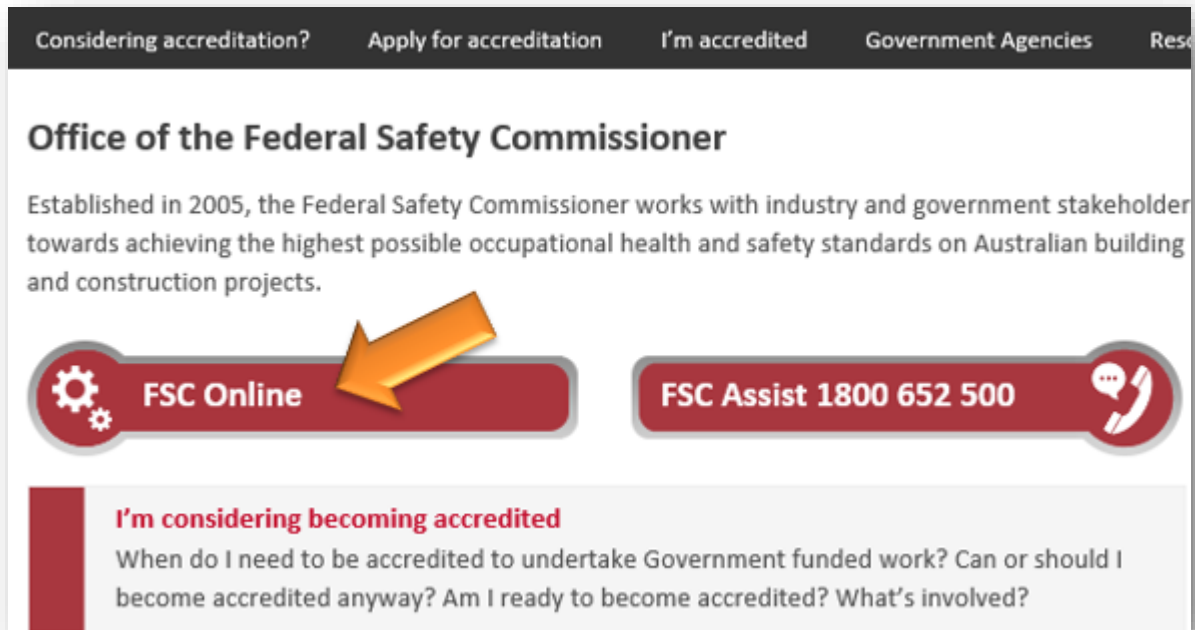 Considering accreditation? Apply for accreditation I'm accredited Government Agencies
Office of the Federal Safety Commissioner
Established in 2005, the Federal Safety Commissioner works with industry and government stakeholder
towards achieving the highest possible occupational health and safety standards on Australian building
and construction projects.
FSC Online
FSC Assist 1800 652 500
I'm considering becoming accredited
When do I need to be accredited to undertake Government funded work? Can or should I
become accredited anyway? Am I ready to become accredited? What's involved?